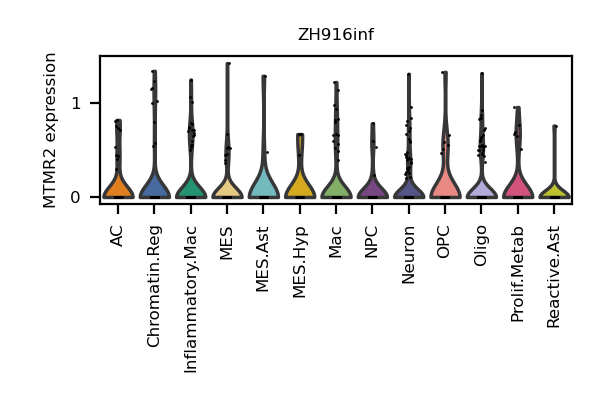 ZH916inf
MTMR2 expression
1
0
AC
Chromatin.Reg
Inflammatory.Mac
MES
MES.Ast
MES.Hyp
Mac
NPC
Neuron
OPC
Oligo
Prolif.Metab
Reactive.Ast